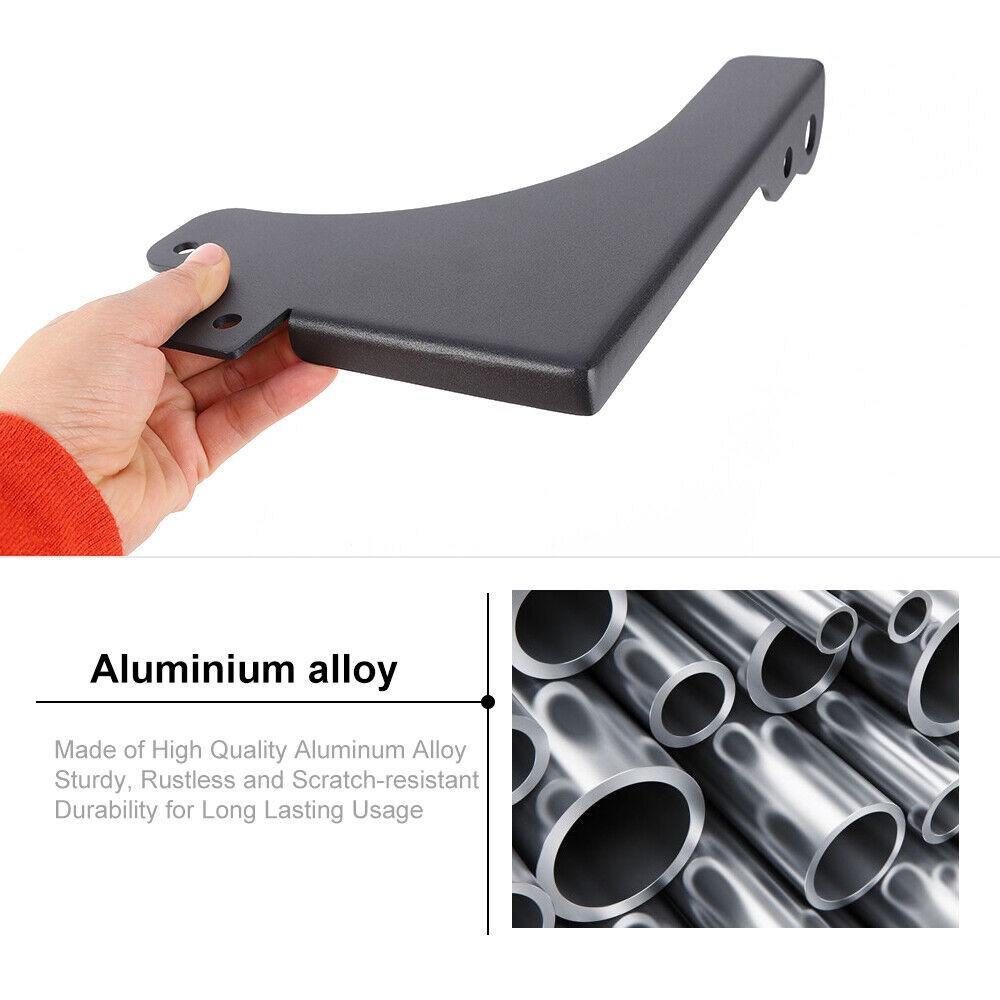 Aluminium alloy
Made of High Quality Aluminum Alloy
Sturdy, Rustless and Scratch-resistant
Durability for Long Lasting Usage